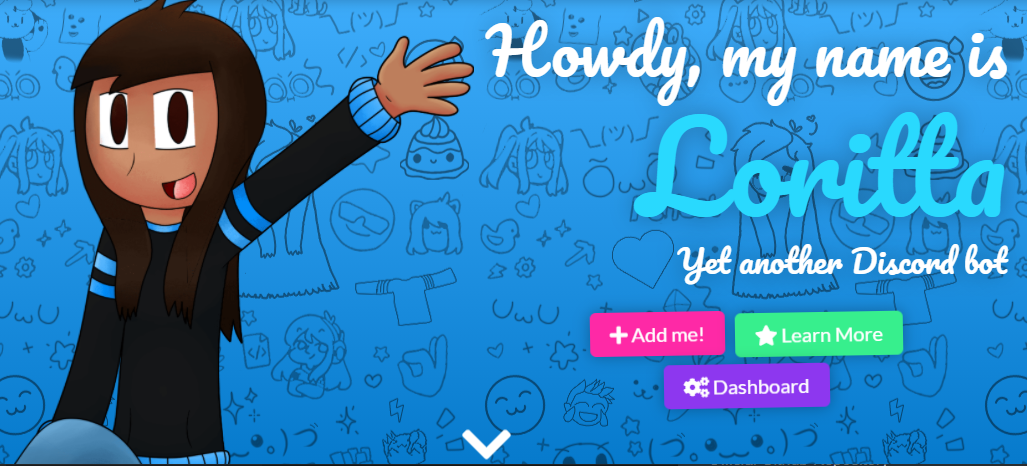 Howdy, my name is
Loritta
Yet another Discord bot
Add me!
Learn More
Dashboard